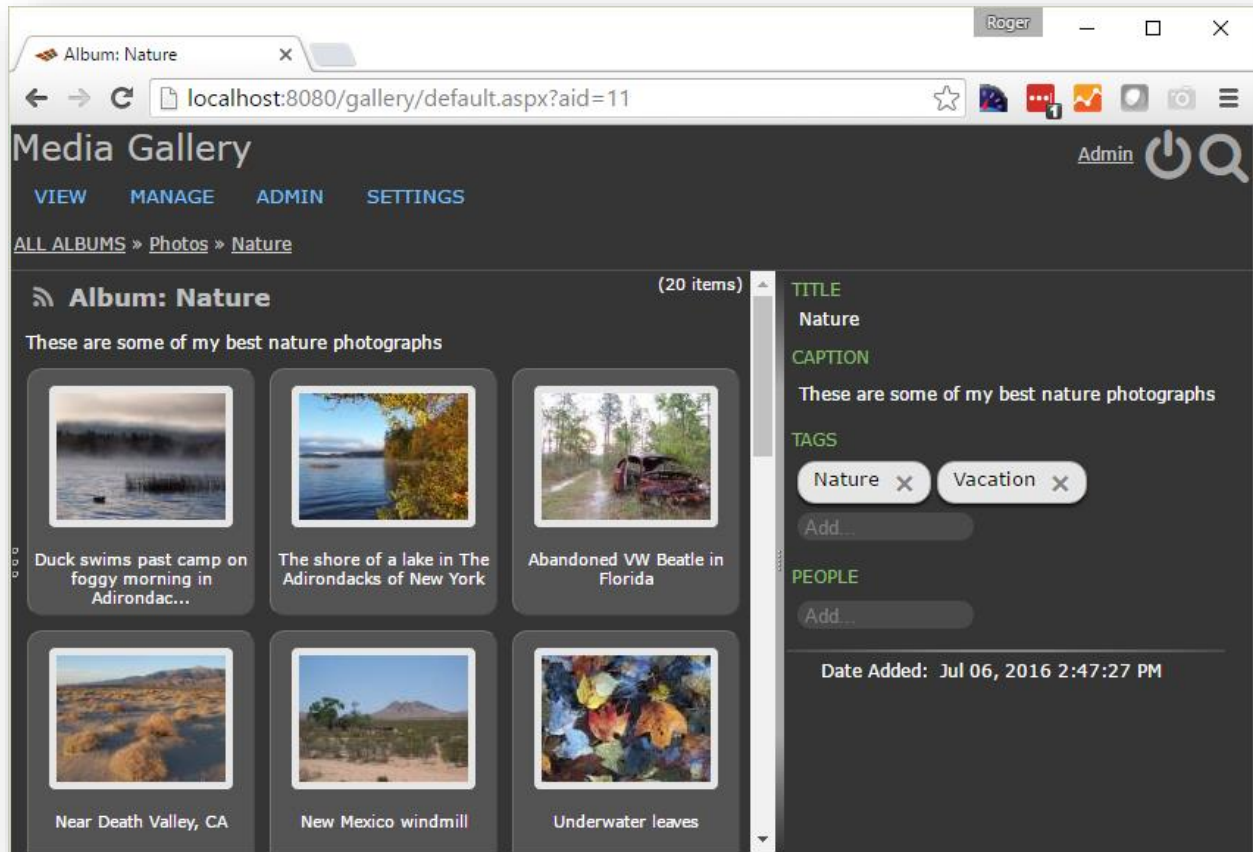 Roger
Album: Nature
localhost:8080/gallery/default.aspx?aid=11
1
Media Gallery
Admin
VIEW MANAGE ADMIN SETTINGS
ALL ALBUMS » Photos » Nature
Album: Nature
(20 items)
These are some of my best nature photographs
Duck swims past camp on
foggy morning in
Adirondac...
The shore of a lake in The
Adirondacks of New York
Abandoned VW Beatle in
Florida
Near Death Valley, CA
New Mexico windmill
Underwater leaves
TITLE
Nature
CAPTION
These are some of my best nature photographs
TAGS
Nature Vacation
Add...
PEOPLE
Add...
Date Added: Jul 06, 2016 2:47:27 PM